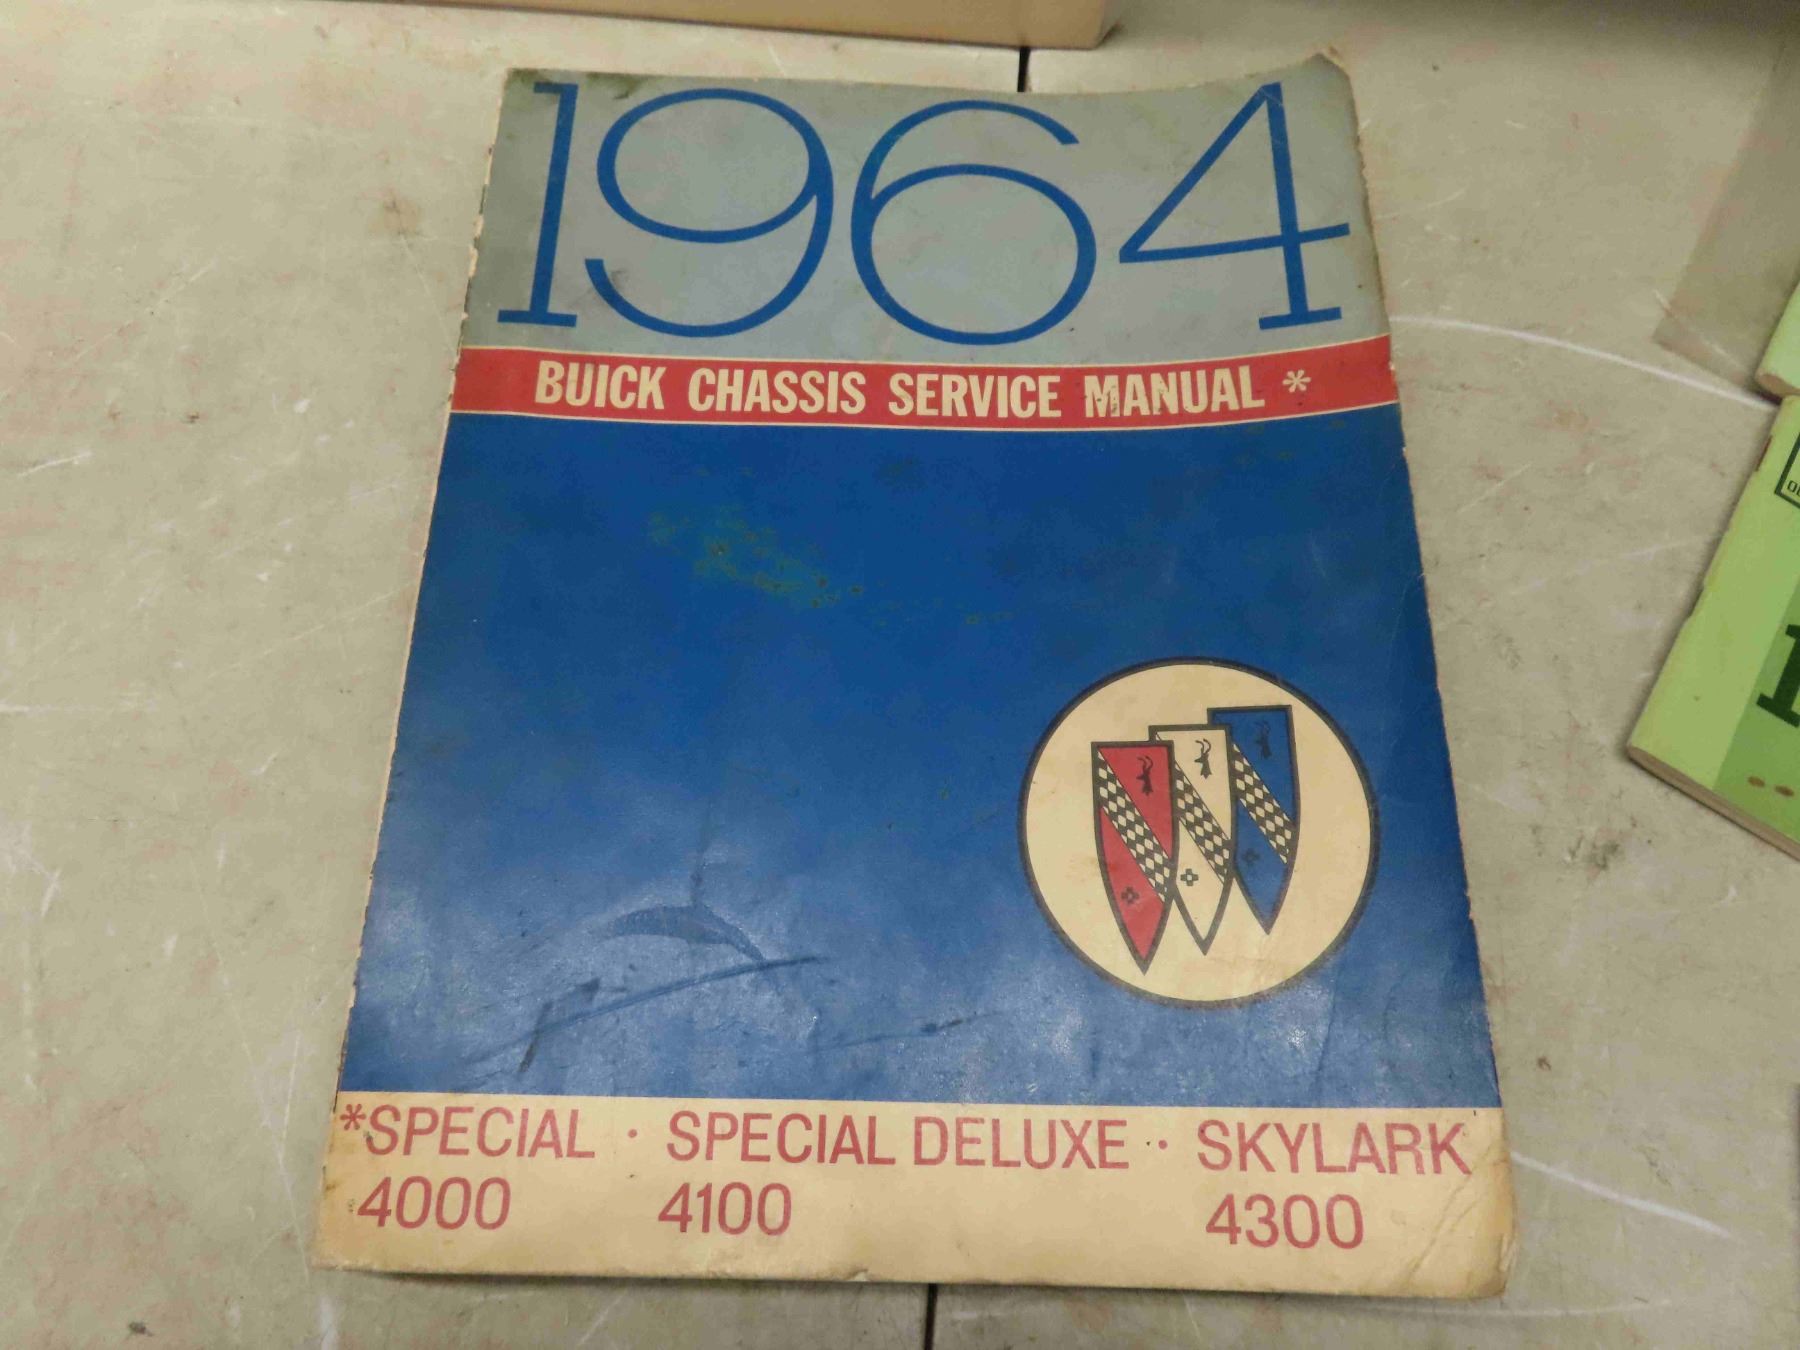 1964
BUICK CHASSIS SERVICE MANUAL *
*SPECIAL · SPECIAL DELUXE · SKYLARK
4000 4100 4300